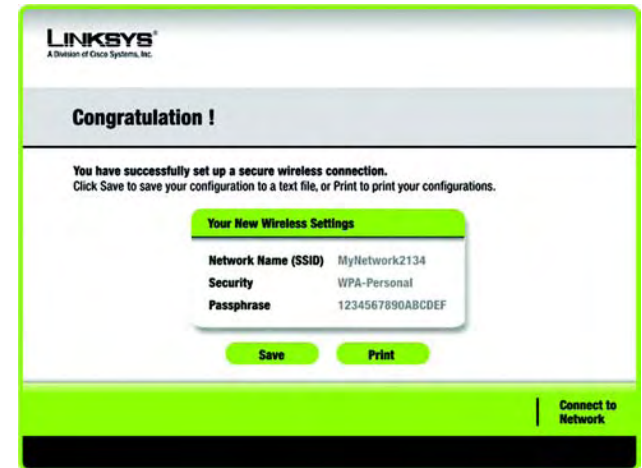 LINKSYS®
A Division of Cisco Systems, Inc.
Congratulation !
You have successfully set up a secure wireless connection.
Click Save to save your configuration to a text file, or Print to print your configurations.
Your New Wireless Settings
Network Name (SSID) MyNetwork2134
Security WPA-Personal
Passphrase 1234567890ABCDEF
Save Print
Connect to
Network